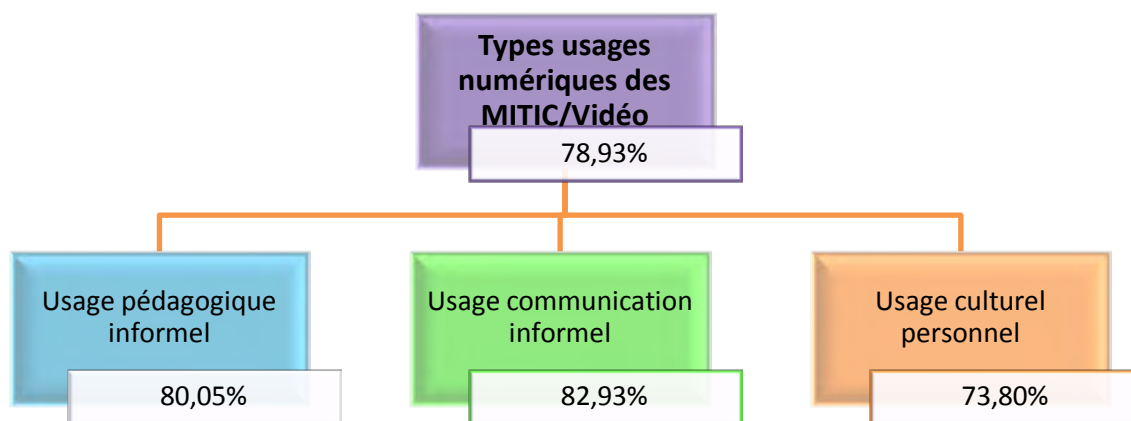 Types usages
numériques des
MITIC/Vidéo
78,93%
Usage pédagogique
informel
80,05%
Usage communication
informel
82,93%
Usage culturel
personnel
73,80%